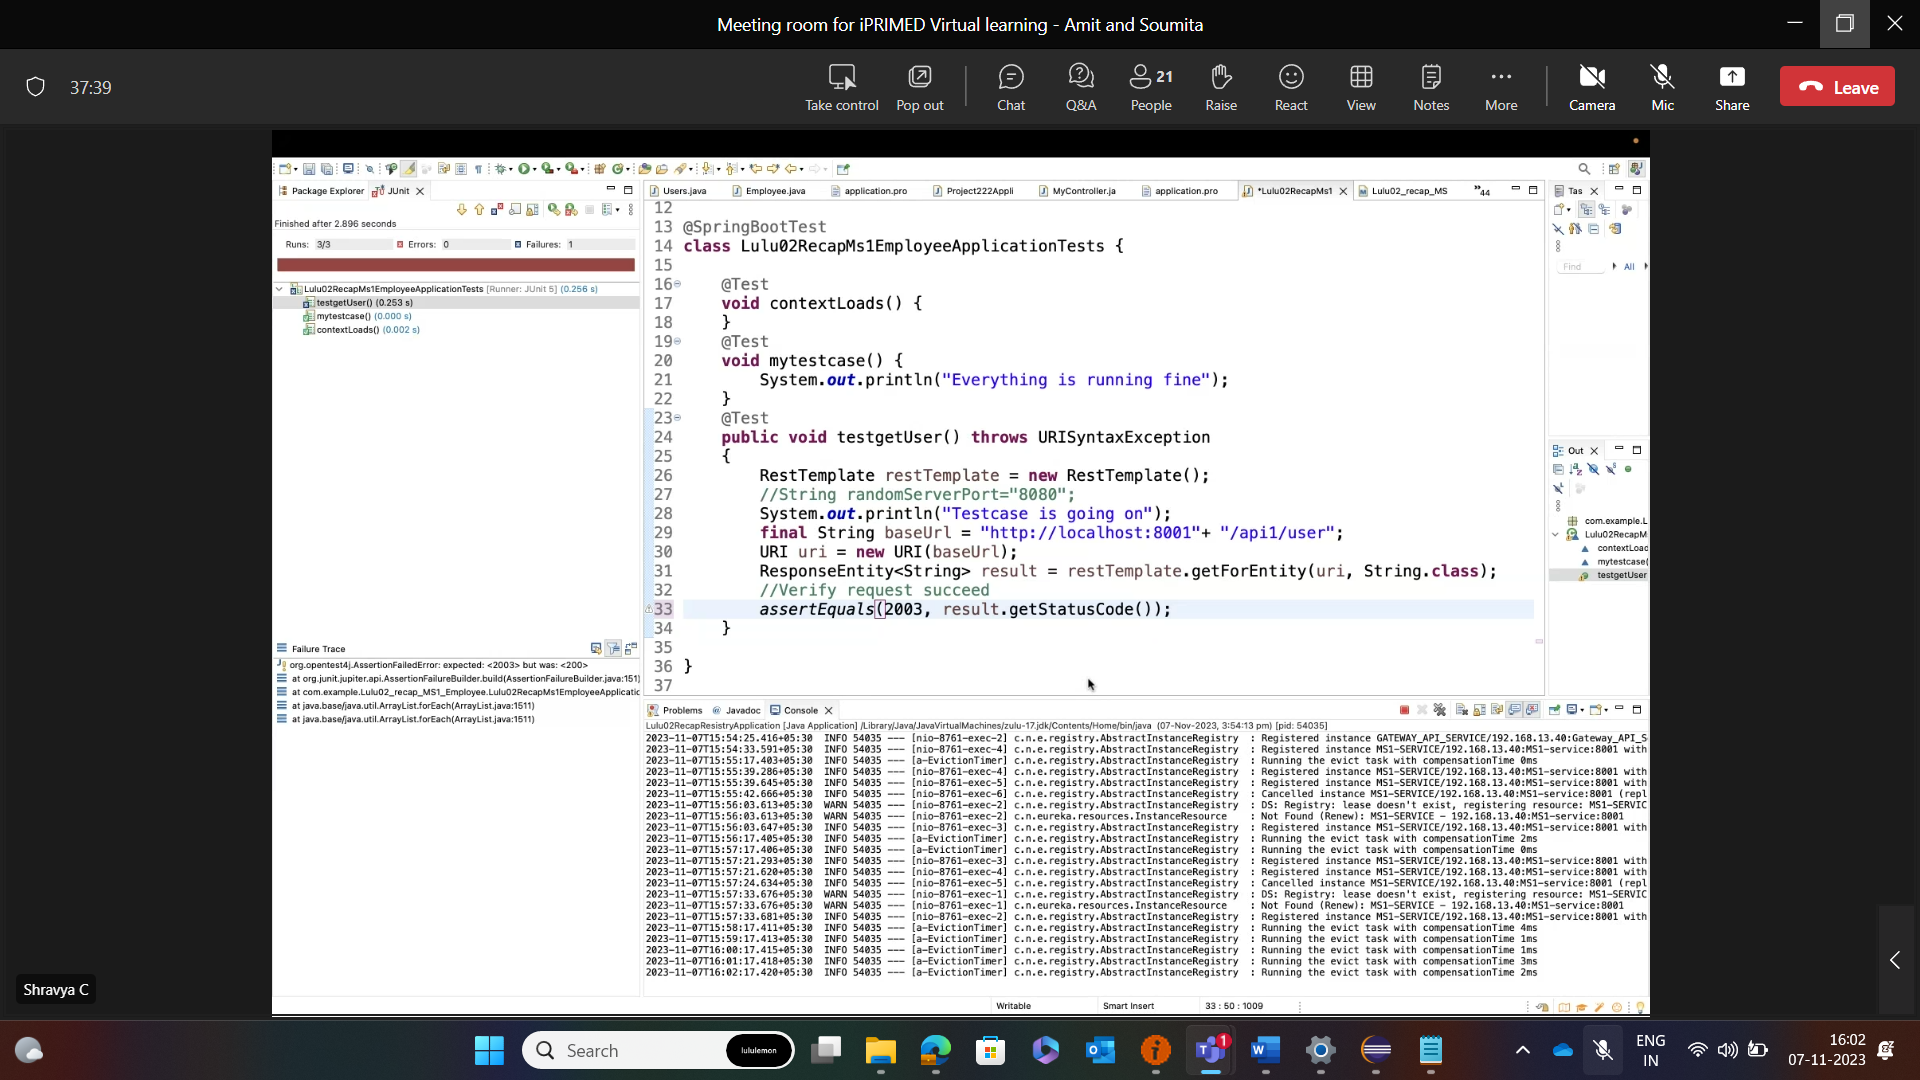 Meeting room for iPRIMED Virtual learning - Amit and Soumita
37:39
Take control
Pop out
Chat
Q&A
21
People
Raise
React
View
Notes
More
Camera
Mic
Share
Leave
Package Explorer
JUnit
Users.java
Employee.java
application.pro
Project222Appli
MyController.ja
application.pro
*Lulu02RecapMs1
Lulu02_recap_MS
44
Tas
Finished after 2.896 seconds
Runs: 3/3 Errors: 0 Failures: 1
Lulu02RecapMs1EmployeeApplicationTests [Runner: JUnit 5] (0.256 s)
testgetUser() (0.253 s)
mytestcase() (0.000 s)
contextLoads() (0.002 s)
12
13 @SpringBootTest
14 class Lulu02RecapMs1EmployeeApplicationTests {
15
16 @Test
17 void contextLoads() {
18 }
19 @Test
20 void mytestcase() {
21 System.out.println("Everything is running fine");
22 }
23 @Test
24 public void testgetUser() throws URISyntaxException
25 {
26 RestTemplate restTemplate = new RestTemplate();
27 //String randomServerPort="8080";
28 System.out.println("Testcase is going on");
29 final String baseUrl = "http://localhost:8001"+ "/api1/user";
30 URI uri = new URI(baseUrl);
31 ResponseEntity<String> result = restTemplate.getForEntity(uri, String.class);
32 //Verify request succeed
33 assertEquals(2003, result.getStatusCode());
34 }
35
36 }
37
Find
All
Out
com.example.L
Lulu02RecapM
contextLoad
mytestcase(
testgetUser
Failure Trace
org.opentest4j.AssertionFailedError: expected: <2003> but was: <200>
at org.junit.jupiter.api.AssertionFailureBuilder.build(AssertionFailureBuilder.java:151)
at com.example.Lulu02_recap_MS1_Employee.Lulu02RecapMs1EmployeeApplicatic
at java.base/java.util.ArrayList.forEach(ArrayList.java:1511)
at java.base/java.util.ArrayList.forEach(ArrayList.java:1511)
Problems
Javadoc
Console
Lulu02RecapResistryApplication [Java Application] /Library/Java/JavaVirtualMachines/zulu-17.jdk/Contents/Home/bin/java (07-Nov-2023, 3:54:13 pm) [pid: 54035]
2023-11-07T15:54:25.416+05:30 INFO 54035 --- [nio-8761-exec-2] c.n.e.registry.AbstractInstanceRegistry : Registered instance GATEWAY_API_SERVICE/192.168.13.40:Gateway_API_S
2023-11-07T15:54:33.591+05:30 INFO 54035 --- [nio-8761-exec-4] c.n.e.registry.AbstractInstanceRegistry : Registered instance MS1-SERVICE/192.168.13.40:MS1-service:8001 with
2023-11-07T15:55:17.403+05:30 INFO 54035 --- [a-EvictionTimer] c.n.e.registry.AbstractInstanceRegistry : Running the evict task with compensationTime 0ms
2023-11-07T15:55:39.286+05:30 INFO 54035 --- [nio-8761-exec-4] c.n.e.registry.AbstractInstanceRegistry : Registered instance MS1-SERVICE/192.168.13.40:MS1-service:8001 with
2023-11-07T15:55:39.645+05:30 INFO 54035 --- [nio-8761-exec-5] c.n.e.registry.AbstractInstanceRegistry : Registered instance MS1-SERVICE/192.168.13.40:MS1-service:8001 with
2023-11-07T15:55:42.666+05:30 INFO 54035 --- [nio-8761-exec-6] c.n.e.registry.AbstractInstanceRegistry : Cancelled instance MS1-SERVICE/192.168.13.40:MS1-service:8001 (repl
2023-11-07T15:56:03.613+05:30 WARN 54035 --- [nio-8761-exec-2] c.n.e.registry.AbstractInstanceRegistry : DS: Registry: lease doesn't exist, registering resource: MS1-SERVIC
2023-11-07T15:56:03.613+05:30 WARN 54035 --- [nio-8761-exec-2] c.n.eureka.resources.InstanceResource : Not Found (Renew): MS1-SERVICE - 192.168.13.40:MS1-service:8001
2023-11-07T15:56:03.647+05:30 INFO 54035 --- [nio-8761-exec-3] c.n.e.registry.AbstractInstanceRegistry : Registered instance MS1-SERVICE/192.168.13.40:MS1-service:8001 with
2023-11-07T15:56:17.405+05:30 INFO 54035 --- [a-EvictionTimer] c.n.e.registry.AbstractInstanceRegistry : Running the evict task with compensationTime 2ms
2023-11-07T15:57:17.406+05:30 INFO 54035 --- [a-EvictionTimer] c.n.e.registry.AbstractInstanceRegistry : Running the evict task with compensationTime 0ms
2023-11-07T15:57:21.293+05:30 INFO 54035 --- [nio-8761-exec-3] c.n.e.registry.AbstractInstanceRegistry : Registered instance MS1-SERVICE/192.168.13.40:MS1-service:8001 with
2023-11-07T15:57:21.620+05:30 INFO 54035 --- [nio-8761-exec-4] c.n.e.registry.AbstractInstanceRegistry : Registered instance MS1-SERVICE/192.168.13.40:MS1-service:8001 with
2023-11-07T15:57:24.634+05:30 INFO 54035 --- [nio-8761-exec-5] c.n.e.registry.AbstractInstanceRegistry : Cancelled instance MS1-SERVICE/192.168.13.40:MS1-service:8001 (repl
2023-11-07T15:57:33.676+05:30 WARN 54035 --- [nio-8761-exec-1] c.n.e.registry.AbstractInstanceRegistry : DS: Registry: lease doesn't exist, registering resource: MS1-SERVIC
2023-11-07T15:57:33.676+05:30 WARN 54035 --- [nio-8761-exec-1] c.n.eureka.resources.InstanceResource : Not Found (Renew): MS1-SERVICE - 192.168.13.40:MS1-service:8001
2023-11-07T15:57:33.681+05:30 INFO 54035 --- [nio-8761-exec-2] c.n.e.registry.AbstractInstanceRegistry : Registered instance MS1-SERVICE/192.168.13.40:MS1-service:8001 with
2023-11-07T15:58:17.411+05:30 INFO 54035 --- [a-EvictionTimer] c.n.e.registry.AbstractInstanceRegistry : Running the evict task with compensationTime 4ms
2023-11-07T15:59:17.413+05:30 INFO 54035 --- [a-EvictionTimer] c.n.e.registry.AbstractInstanceRegistry : Running the evict task with compensationTime 1ms
2023-11-07T16:00:17.415+05:30 INFO 54035 --- [a-EvictionTimer] c.n.e.registry.AbstractInstanceRegistry : Running the evict task with compensationTime 1ms
2023-11-07T16:01:17.418+05:30 INFO 54035 --- [a-EvictionTimer] c.n.e.registry.AbstractInstanceRegistry : Running the evict task with compensationTime 3ms
2023-11-07T16:02:17.420+05:30 INFO 54035 --- [a-EvictionTimer] c.n.e.registry.AbstractInstanceRegistry : Running the evict task with compensationTime 2ms
Shravya C
Writable
Smart Insert
33 : 50 : 1009
Search
lululemon
1
ENG
IN
16:02
07-11-2023